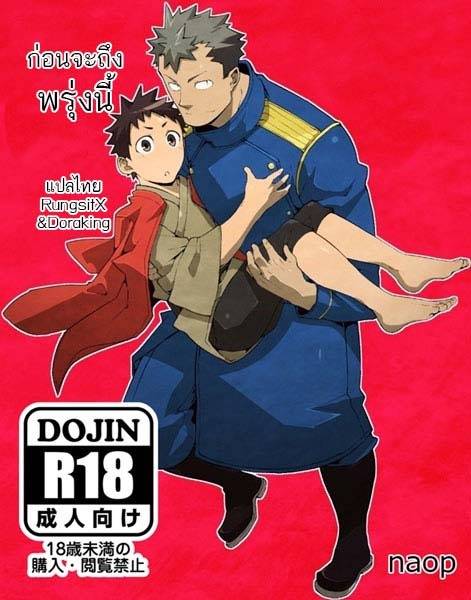 ก่อนจะถึง
พรุ่งนี้
แปลไทย
RungsitX
&Doraking
DOJIN
R18
成人向け
18歳未満の
購入・閲覧禁止
naop